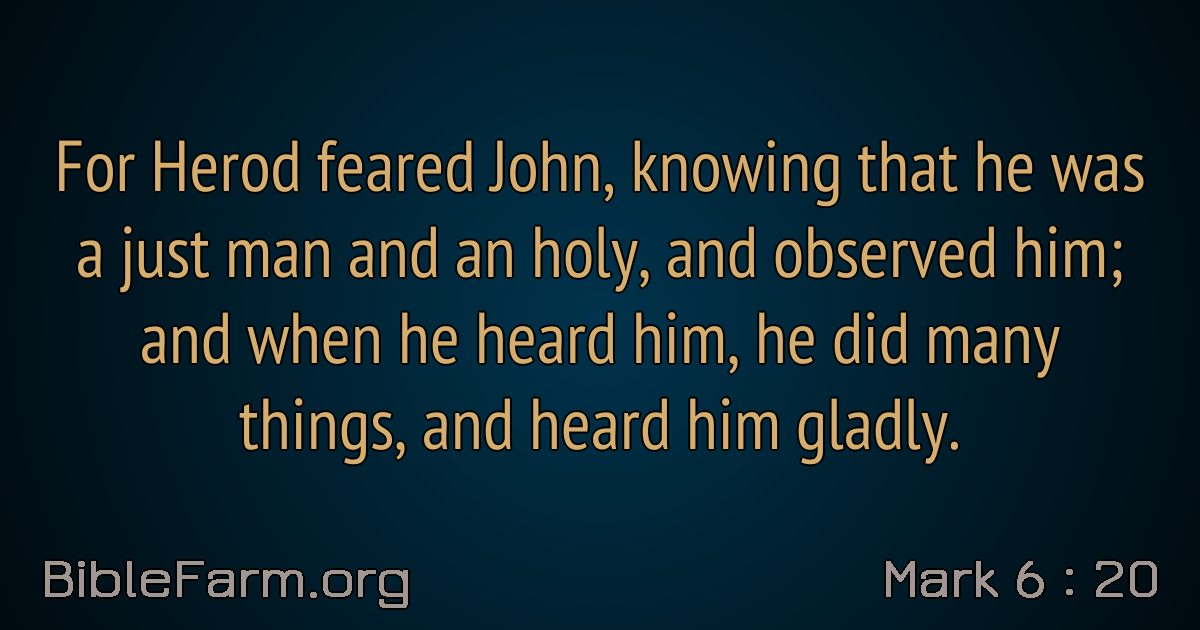 For Herod feared John, knowing that he was
a just man and an holy, and observed him;
and when he heard him, he did many
things, and heard him gladly.
BibleFarm.org
Mark 6 : 20